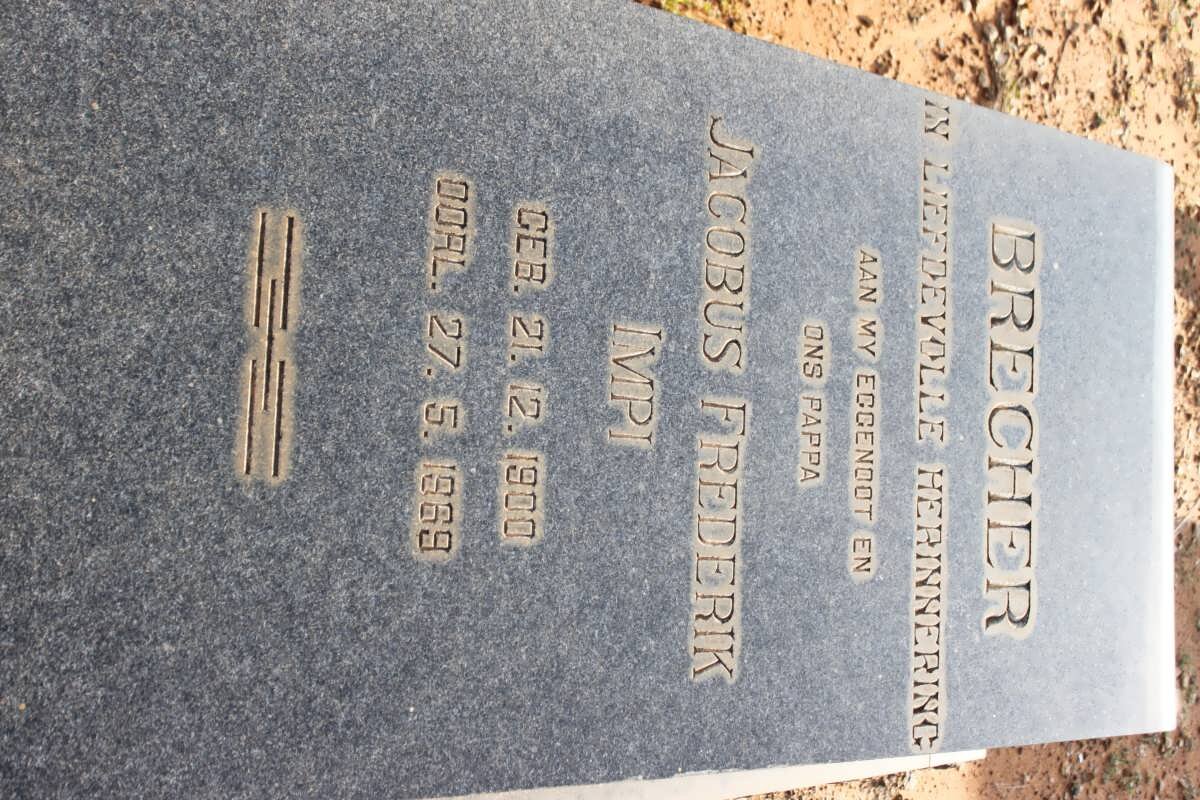 BRECHER
IN LIEFDEVOLLE HERINNERING
AAN MY EGGENOOT EN
ONS PAPPA
JACOBUS FREDERIK
IMPI
GEB. 21. 12. 1900
OORL. 27. 5. 1969